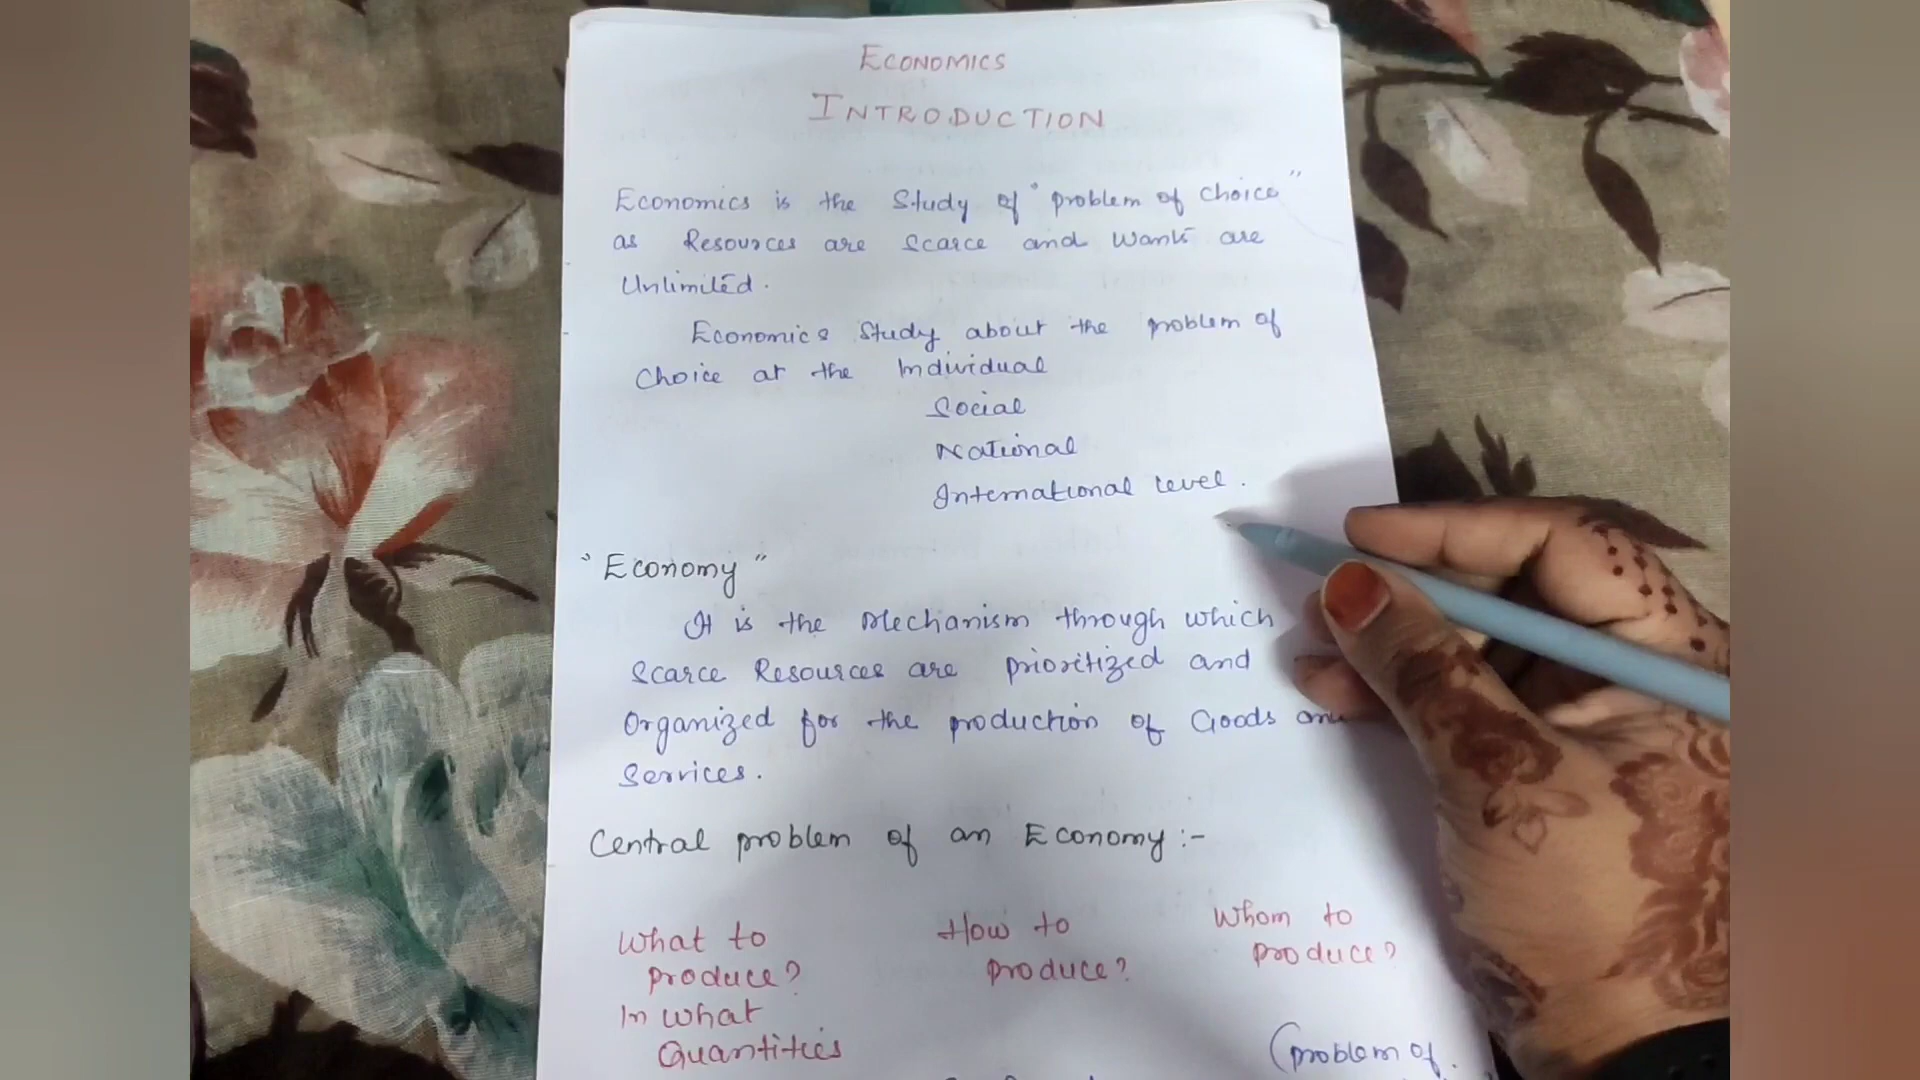 ECONOMICS
INTRODUCTION
Economics is the Study of "problem of choice"
as Resources are Scarce and Wants are
Unlimited.
Economics Study about the problem of
Choice at the Individual
Social
National
International level.
"Economy"
It is the Mechanism through which
Scarce Resources are prioritized and
Organized for the production of Goods
Services.
Central problem of an Economy :-
What to How to Whom to
produce? produce? produce?
In what
Quantities (problem of